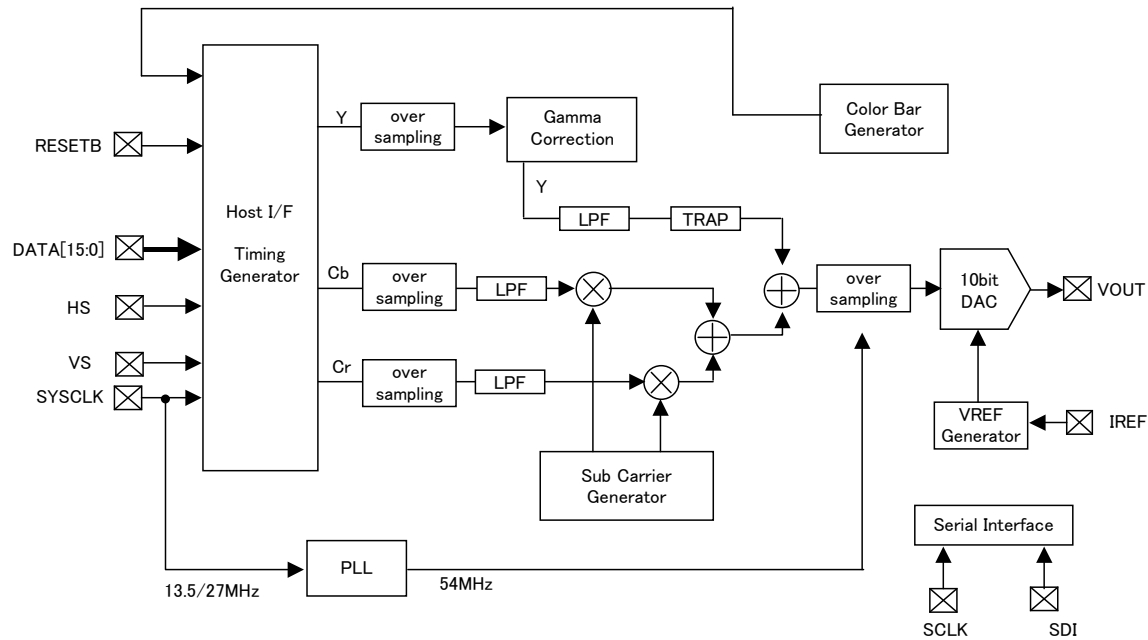 Color Bar
Generator
Y
over
sampling
Gamma
Correction
RESETB
Y
Host I/F
LPF
TRAP
DATA[15:0]
Timing
Generator
Cb
over
sampling
LPF
over
sampling
10bit
DAC
VOUT
HS
VS
Cr
over
sampling
LPF
SYSCLK
VREF
Generator
IREF
Sub Carrier
Generator
Serial Interface
PLL
13.5/27MHz
54MHz
SCLK
SDI